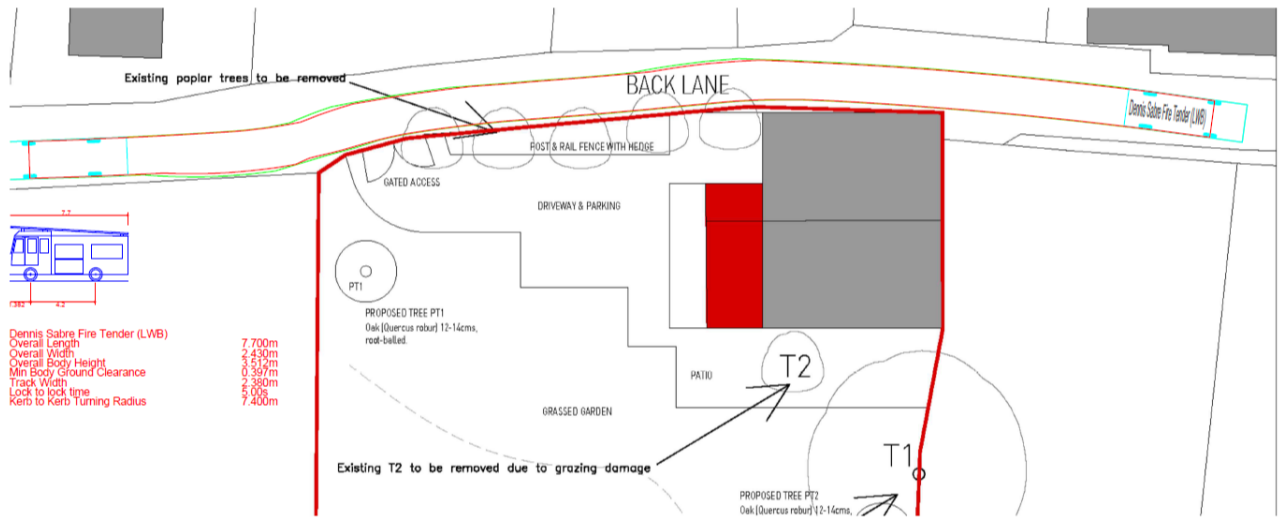 Existing poplar trees to be removed
BACK LANE
Dennis Sabre Fire Tender (LWB)
POST & RAIL FENCE WITH HEDGE
GATED ACCESS
DRIVEWAY & PARKING
7.7
4.2
PT1
PROPOSED TREE PT1
Oak (Quercus robur) 12-14cms,
root-balled.
Dennis Sabre Fire Tender (LWB)
Overall Length 7.700m
Overall Width 2.430m
Overall Body Height 3.512m
Min Body Ground Clearance 0.397m
Track Width 2.380m
Lock to lock time 5.00s
Kerb to Kerb Turning Radius 7.400m
T2
PATIO
GRASSED GARDEN
T1
Existing T2 to be removed due to grazing damage
PROPOSED TREE PT2
Oak (Quercus robur) 12-14cms,